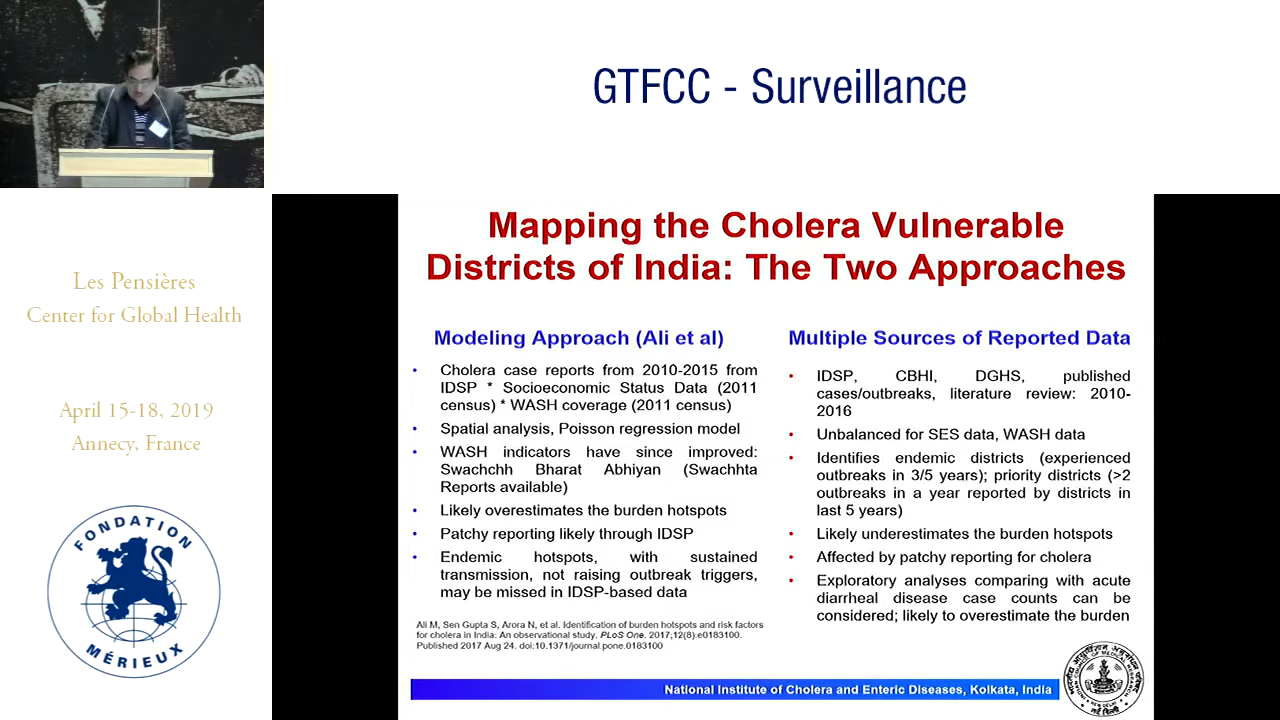 GTFCC - Surveillance
Les Pensières
Center for Global Health
April 15-18, 2019
Annecy, France
FONDATION
MÉRIEUX
Mapping the Cholera Vulnerable
Districts of India: The Two Approaches
Modeling Approach (Ali et al)
• Cholera case reports from 2010-2015 from
IDSP * Socioeconomic Status Data (2011
census) * WASH coverage (2011 census)
• Spatial analysis, Poisson regression model
• WASH indicators have since improved:
Swachchh Bharat Abhiyan (Swachhta
Reports available)
• Likely overestimates the burden hotspots
• Patchy reporting likely through IDSP
• Endemic hotspots, with sustained
transmission, not raising outbreak triggers,
may be missed in IDSP-based data
Ali M, Sen Gupta S, Arora N, et al. Identification of burden hotspots and risk factors
for cholera in India: An observational study. PLoS One. 2017;12(8):e0183100.
Published 2017 Aug 24. doi:10.1371/journal.pone.0183100
Multiple Sources of Reported Data
• IDSP, CBHI, DGHS, published
cases/outbreaks, literature review: 2010-
2016
• Unbalanced for SES data, WASH data
• Identifies endemic districts (experienced
outbreaks in 3/5 years); priority districts (>2
outbreaks in a year reported by districts in
last 5 years)
• Likely underestimates the burden hotspots
• Affected by patchy reporting for cholera
• Exploratory analyses comparing with acute
diarrheal disease case counts can be
considered; likely to overestimate the burden
National Institute of Cholera and Enteric Diseases, Kolkata, India